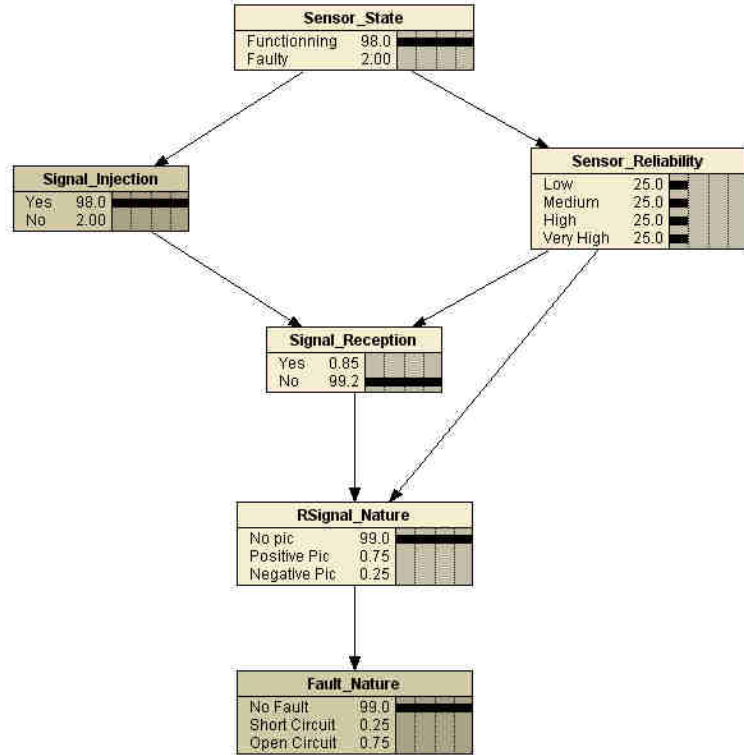 Sensor_State
Functionning 98.0
Faulty 2.00
Signal_Injection
Yes 98.0
No 2.00
Sensor_Reliability
Low 25.0
Medium 25.0
High 25.0
Very High 25.0
Signal_Reception
Yes 0.85
No 99.2
RSignal_Nature
No pic 99.0
Positive Pic 0.75
Negative Pic 0.25
Fault_Nature
No Fault 99.0
Short Circuit 0.25
Open Circuit 0.75